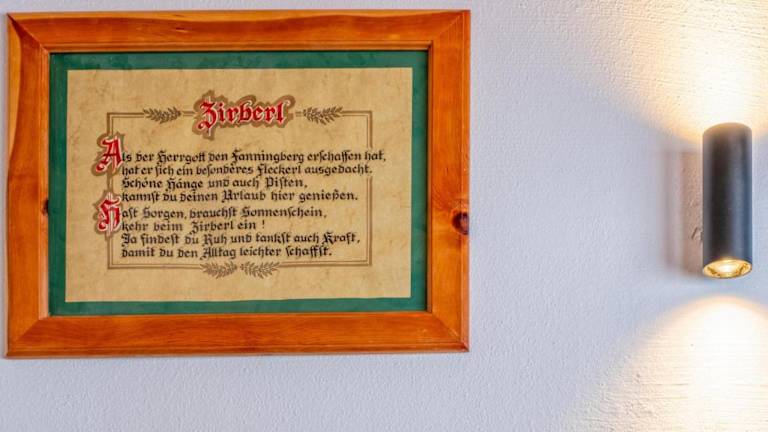 Zirberl
Als der Herrgott den Fanningberg erschaffen hat,
hat er sich ein besonderes Fleckerl ausgedacht.
Schöne Hänge und auch Pisten,
kannst du deinen Urlaub hier genießen.
Hast Sorgen, brauchst Sonnenschein,
kehr beim Zirberl ein !
Da findest du Ruh und tankst auch Kraft,
damit du den Alltag leichter schaffst.